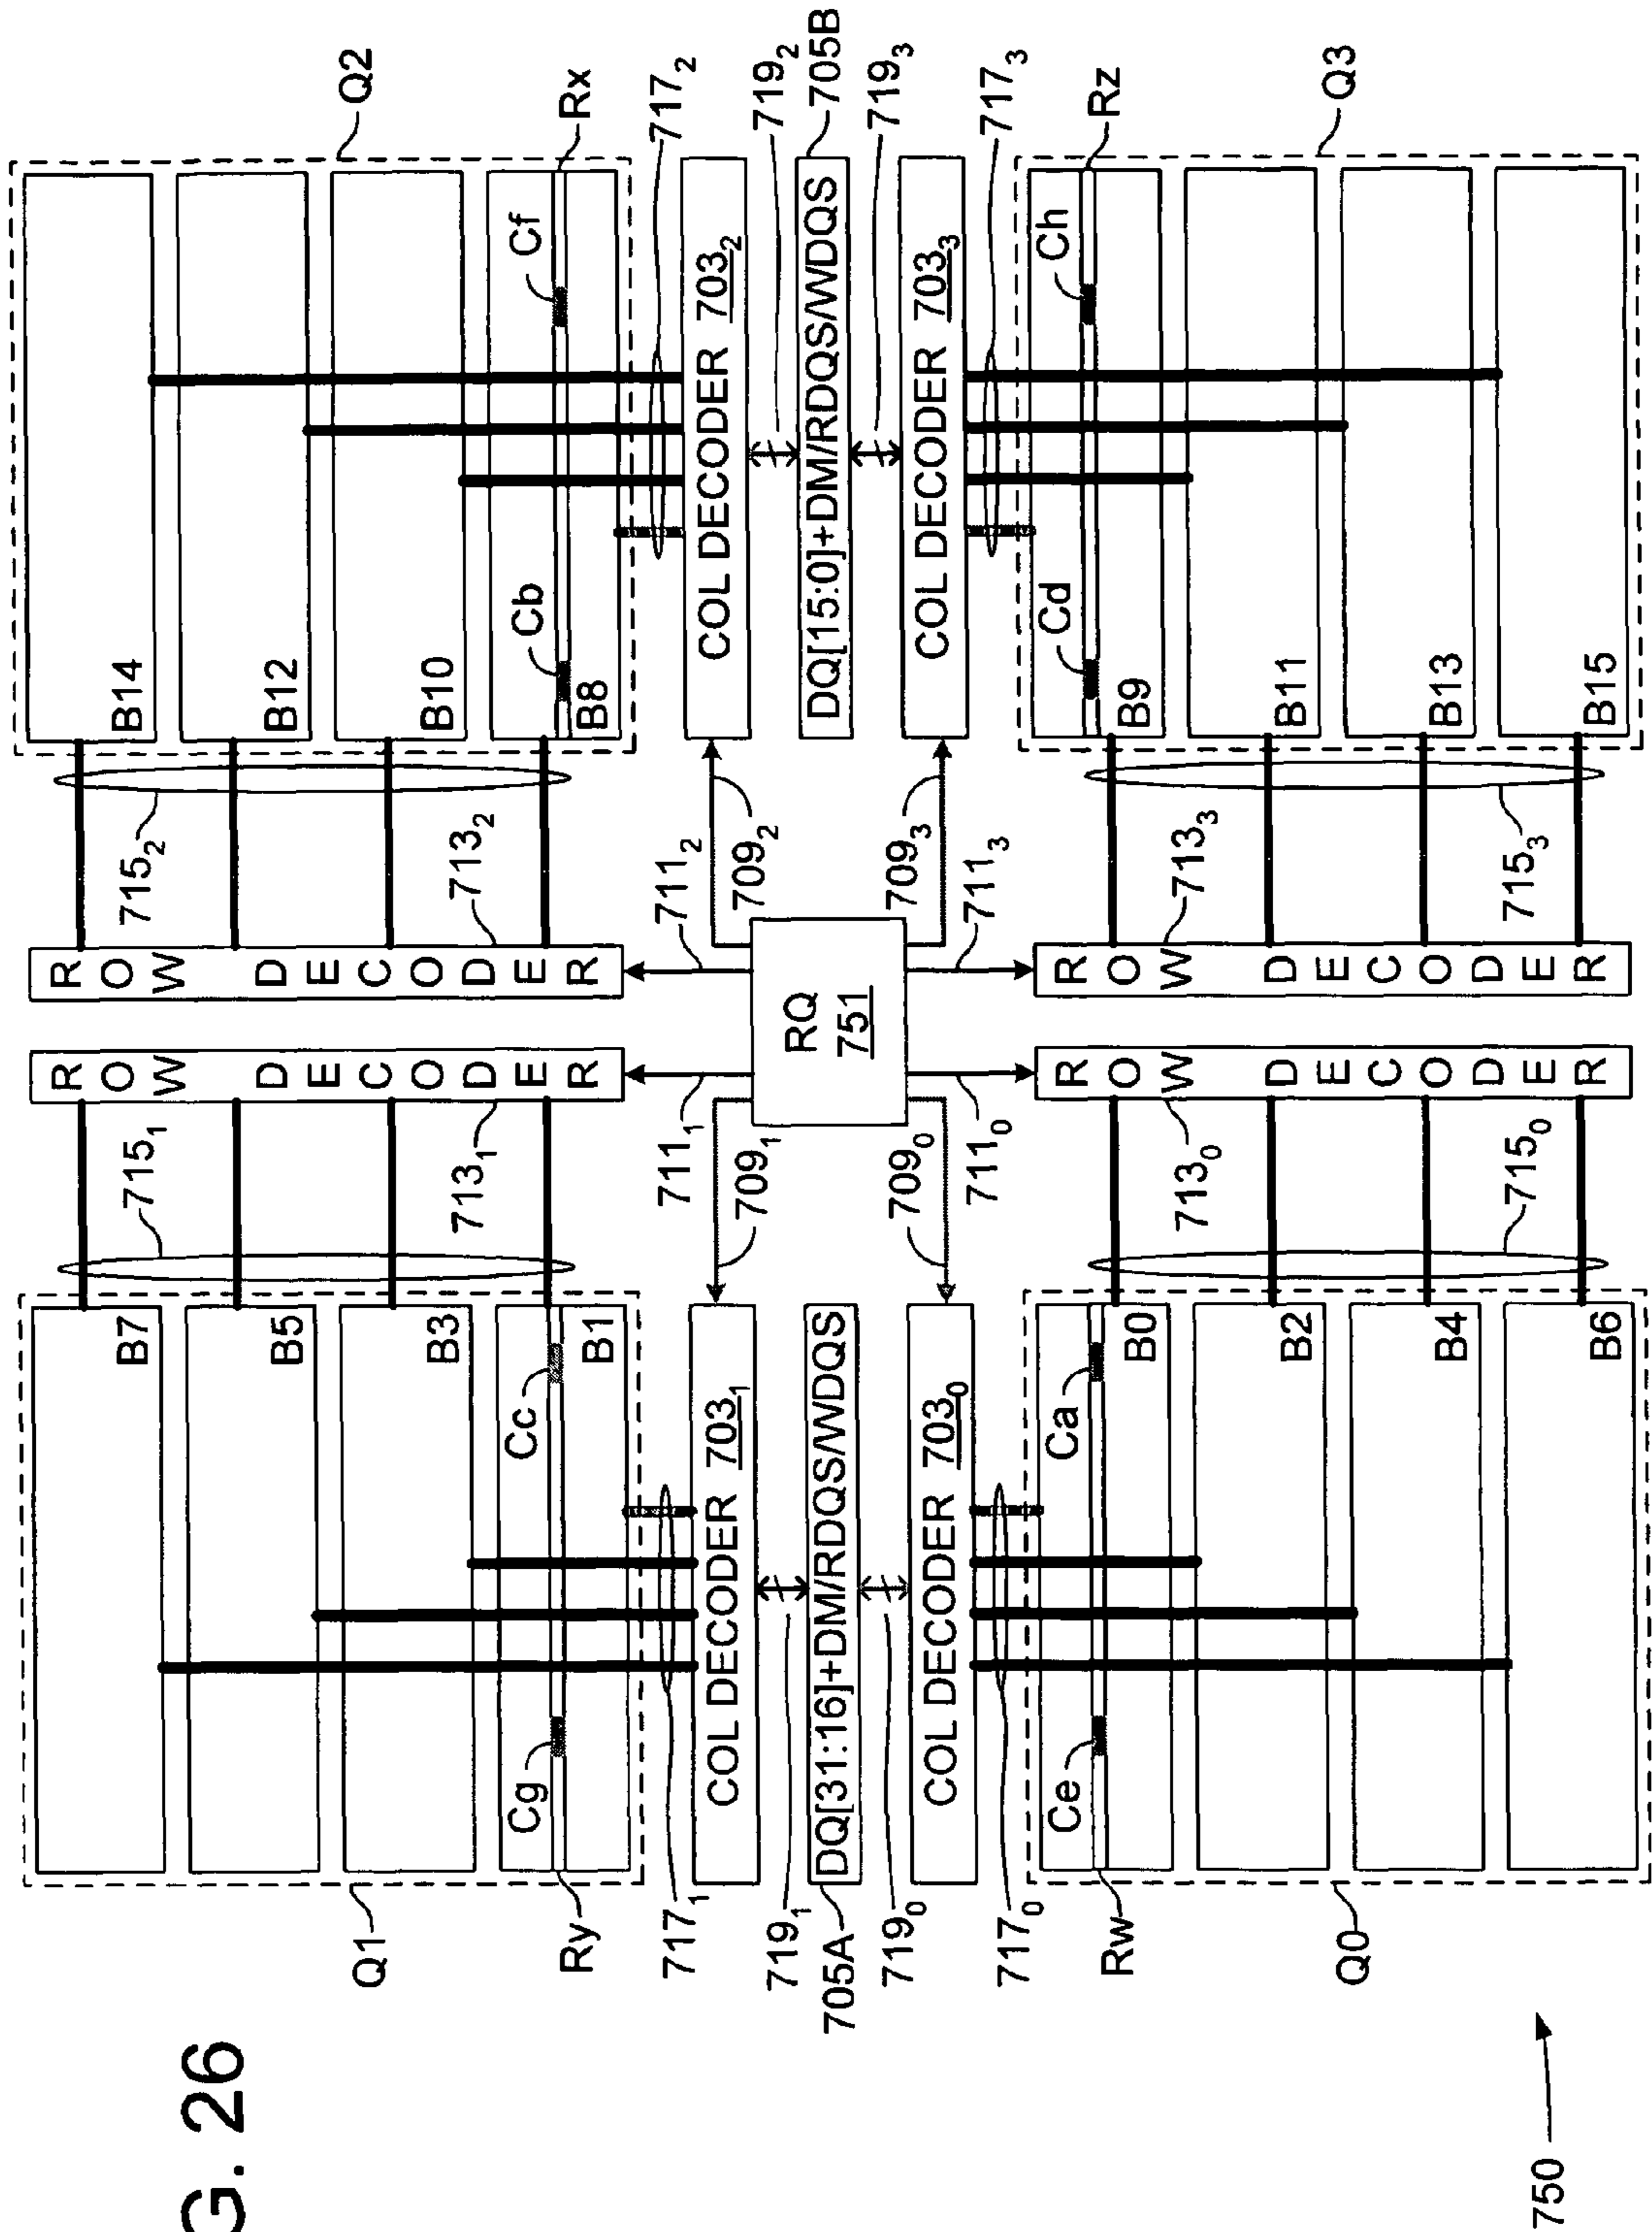 G. 26
Q1
Ry
717₁
719₁
705A
719₀
717₀
Rw
Q0
750
B7
B5
B3
B1
Cg
Cc
COL DECODER 703₁
DQ[31:16]+DM/RDQS/WDQS
COL DECODER 703₀
Ce
Ca
B0
B2
B4
B6
715₁
713₁
711₁
709₁
709₀
711₀
713₀
715₀
ROW DECODER
ROW DECODER
RQ
751
ROW DECODER
ROW DECODER
715₂
713₂
711₂
709₂
709₃
711₃
713₃
715₃
B14
B12
B10
B8
Cb
Cf
COL DECODER 703₂
DQ[15:0]+DM/RDQS/WDQS
COL DECODER 703₃
Cd
Ch
B9
B11
B13
B15
Q2
Rx
717₂
719₂
705B
719₃
717₃
Rz
Q3